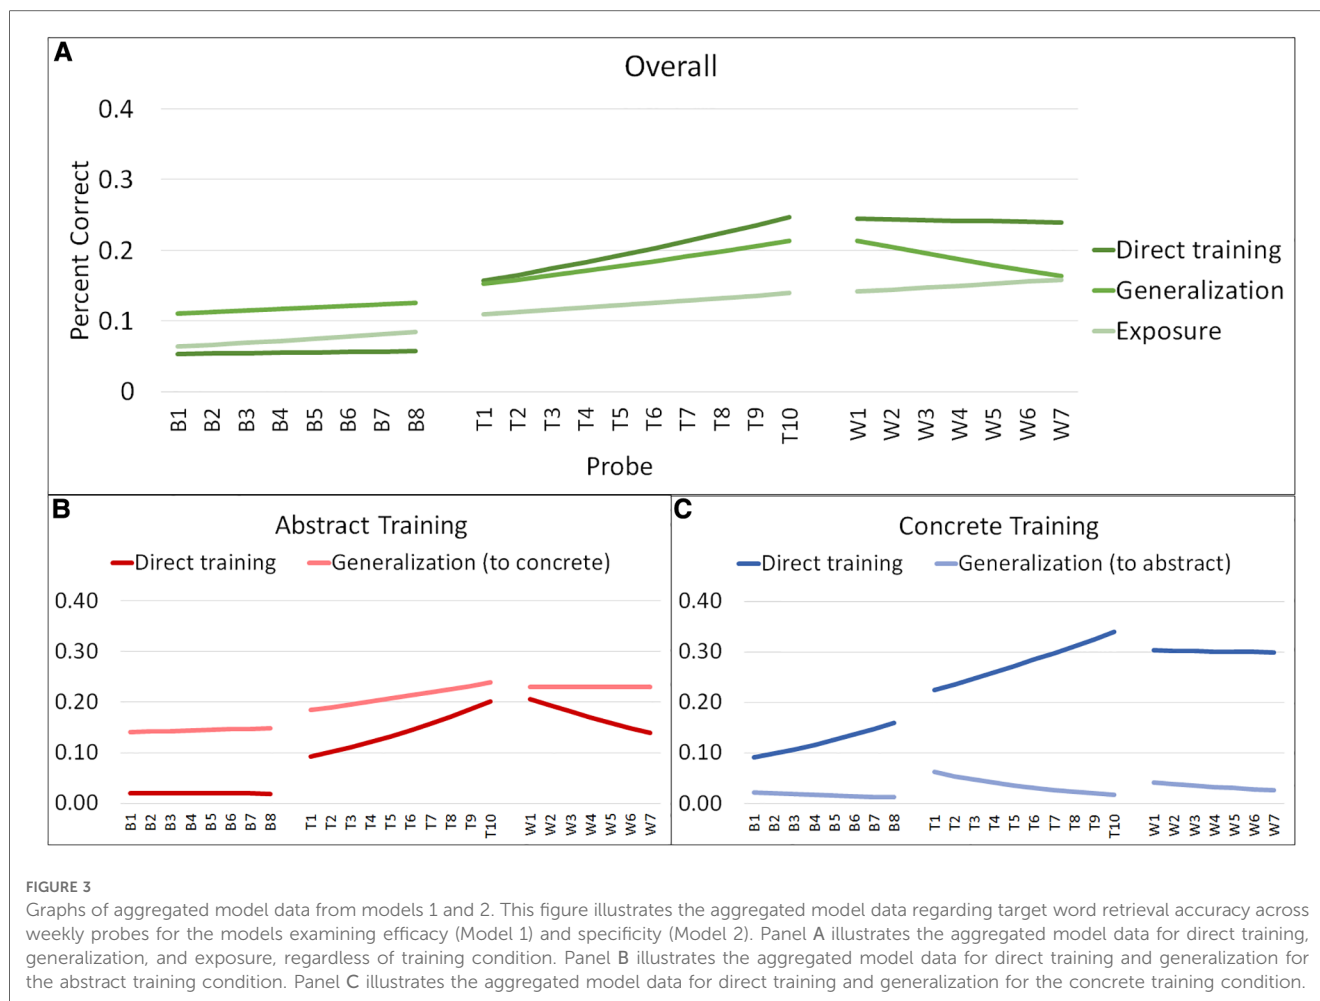 A
Overall
0.4
0.3
0.2
0.1
0
Percent Correct
B1 B2 B3 B4 B5 B6 B7 B8 T1 T2 T3 T4 T5 T6 T7 T8 T9 T10 W1 W2 W3 W4 W5 W6 W7
Probe
Direct training
Generalization
Exposure
B
Abstract Training
Direct training Generalization (to concrete)
0.40
0.30
0.20
0.10
0.00
B1 B2 B3 B4 B5 B6 B7 B8 T1 T2 T3 T4 T5 T6 T7 T8 T9 T10 W1 W2 W3 W4 W5 W6 W7
C
Concrete Training
Direct training Generalization (to abstract)
0.40
0.30
0.20
0.10
0.00
B1 B2 B3 B4 B5 B6 B7 B8 T1 T2 T3 T4 T5 T6 T7 T8 T9 T10 W1 W2 W3 W4 W5 W6 W7
FIGURE 3
Graphs of aggregated model data from models 1 and 2. This figure illustrates the aggregated model data regarding target word retrieval accuracy across
weekly probes for the models examining efficacy (Model 1) and specificity (Model 2). Panel A illustrates the aggregated model data for direct training,
generalization, and exposure, regardless of training condition. Panel B illustrates the aggregated model data for direct training and generalization for
the abstract training condition. Panel C illustrates the aggregated model data for direct training and generalization for the concrete training condition.